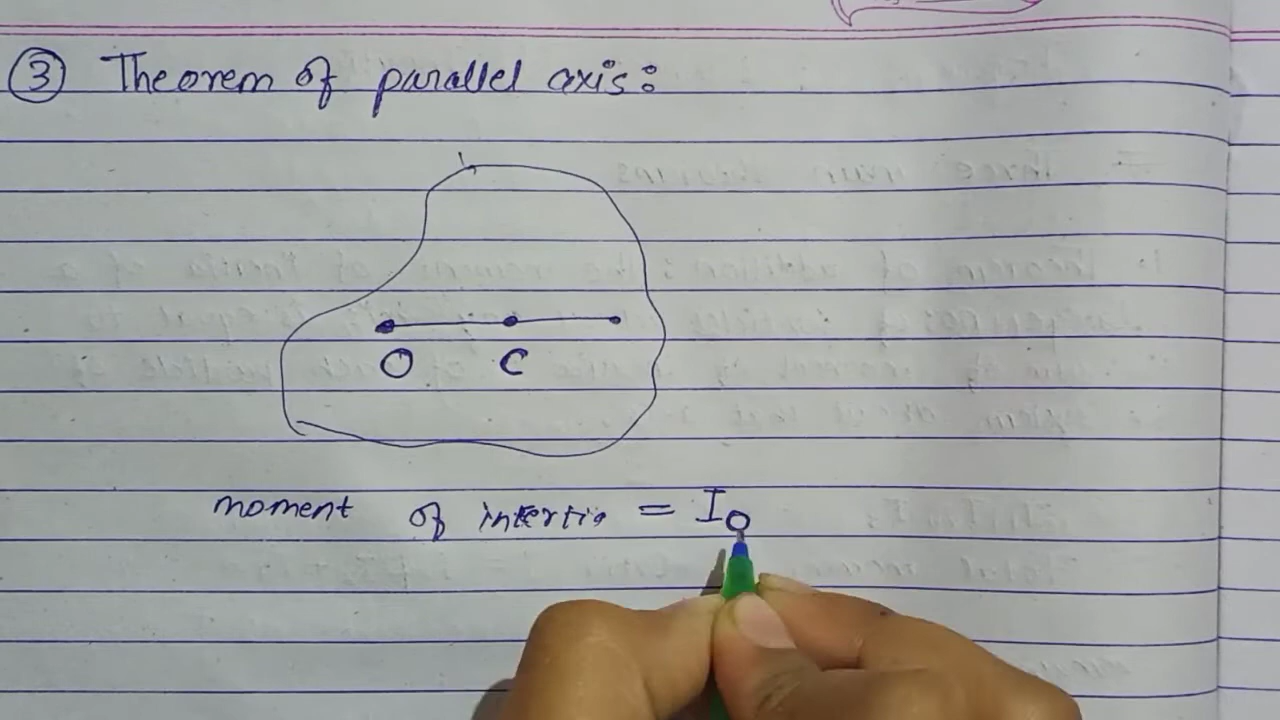 ③ Theorem of parallel axis:
O C
moment of intertia = I₀